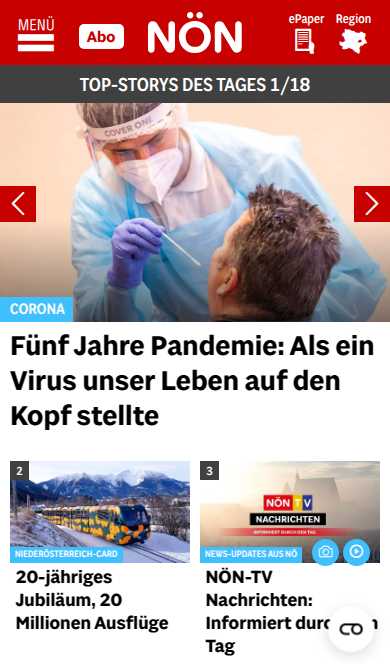 MENÜ
Abo
NÖN
ePaper
Region
TOP-STORYS DES TAGES 1/18
COVER ONE
CORONA
Fünf Jahre Pandemie: Als ein
Virus unser Leben auf den
Kopf stellte
2
NIEDERÖSTERREICH-CARD
20-jähriges
Jubiläum, 20
Millionen Ausflüge
3
NÖN TV
NACHRICHTEN
INFORMIERT DURCH DEN TAG
NEWS-UPDATES AUS NÖ
NÖN-TV
Nachrichten:
Informiert
Tag